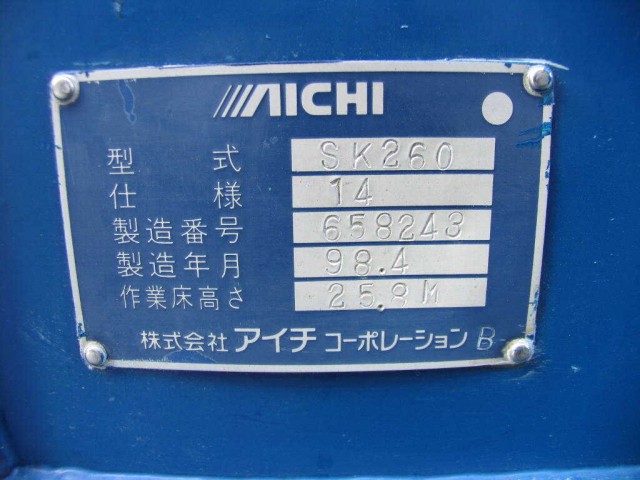 AICHI
型式 SK260
仕様 14
製造番号 658243
製造年月 98.4
作業床高さ 25.8M
株式会社 アイチ コーポレーション B